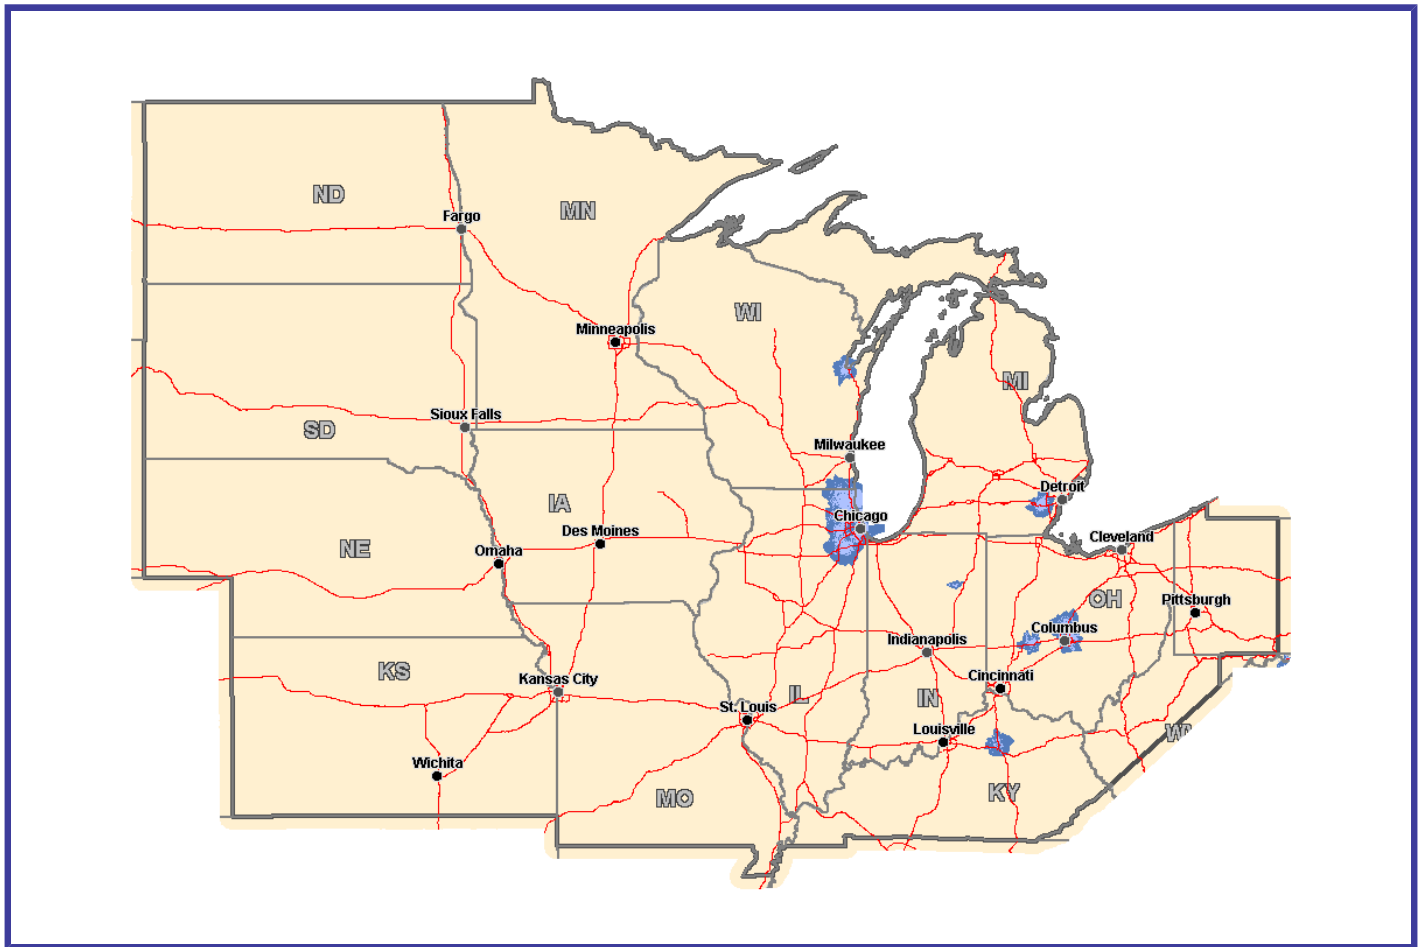 ND
MN
Fargo
WI
Minneapolis
MI
Sioux Falls
SD
Milwaukee
Detroit
IA
Chicago
Des Moines
Cleveland
NE
Omaha
OH
Pittsburgh
Columbus
Indianapolis
KS
Kansas City
Cincinnati
IL
IN
St. Louis
Louisville
WV
Wichita
MO
KY